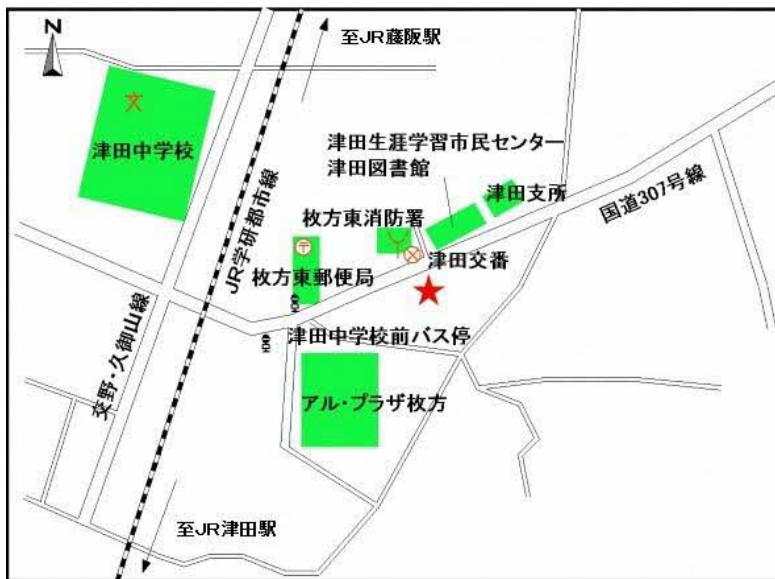 N
至JR藤阪駅
文
津田中学校
津田生涯学習市民センター
津田図書館
津田支所
国道307号線
JR学研都市線
枚方東消防署
津田交番
〒
枚方東郵便局
津田中学校前バス停
交野・久御山線
アル・プラザ枚方
至JR津田駅